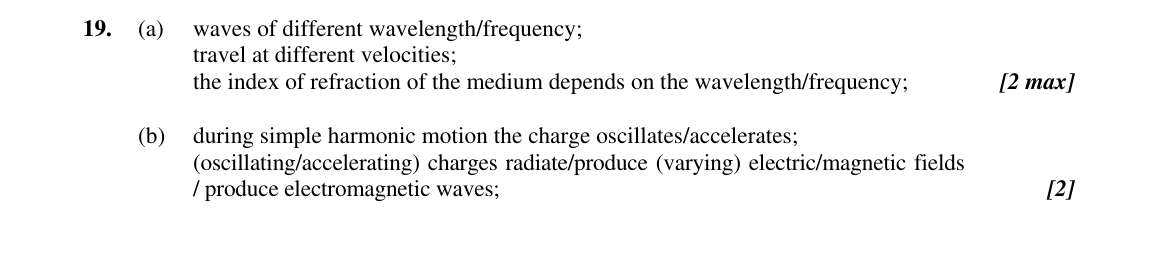 19. (a) waves of different wavelength/frequency;
travel at different velocities;
the index of refraction of the medium depends on the wavelength/frequency; [2 max]
(b) during simple harmonic motion the charge oscillates/accelerates;
(oscillating/accelerating) charges radiate/produce (varying) electric/magnetic fields
/ produce electromagnetic waves; [2]